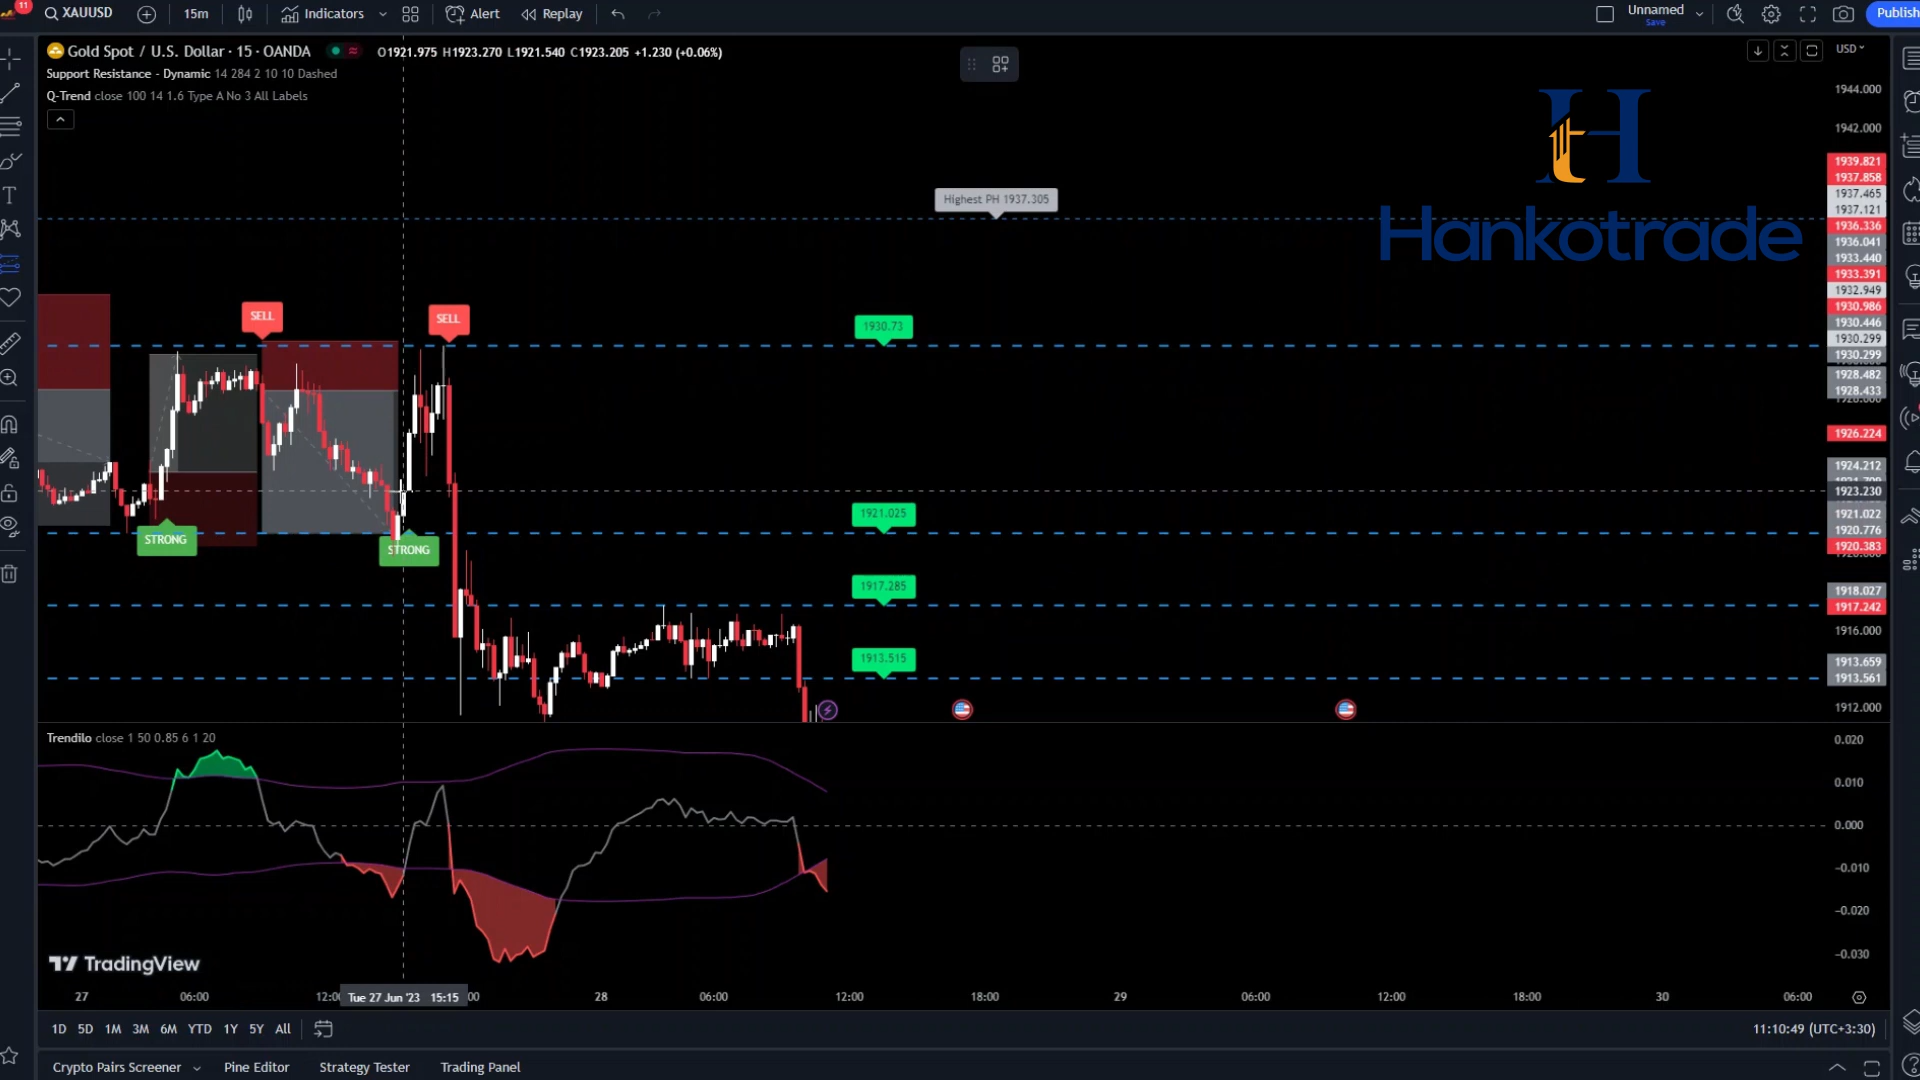 11
XAUUSD
15m
Indicators
Alert
Replay
Unnamed
Save
Publish
Gold Spot / U.S. Dollar · 15 · OANDA
O1921.975 H1923.270 L1921.540 C1923.205 +1.230 (+0.06%)
USD
Support Resistance - Dynamic 14 284 2 10 10 Dashed
Q-Trend close 100 14 1.6 Type A No 3 All Labels
Hankotrade
Highest PH 1937.305
SELL
SELL
STRONG
STRONG
1930.73
1921.025
1917.285
1913.515
1944.000
1942.000
1939.821
1937.858
1937.465
1937.121
1936.336
1936.041
1933.440
1933.391
1932.949
1930.986
1930.446
1930.299
1930.299
1928.482
1928.433
1926.224
1924.212
1923.230
1921.022
1920.776
1920.383
1918.027
1917.242
1916.000
1913.659
1913.561
1912.000
Trendilo close 1 50 0.85 6 1 20
0.020
0.010
0.000
−0.010
−0.020
−0.030
TradingView
27
06:00
Tue 27 Jun '23 15:15
28
06:00
12:00
18:00
29
06:00
12:00
18:00
30
06:00
1D 5D 1M 3M 6M YTD 1Y 5Y All
11:10:49 (UTC+3:30)
Crypto Pairs Screener
Pine Editor
Strategy Tester
Trading Panel